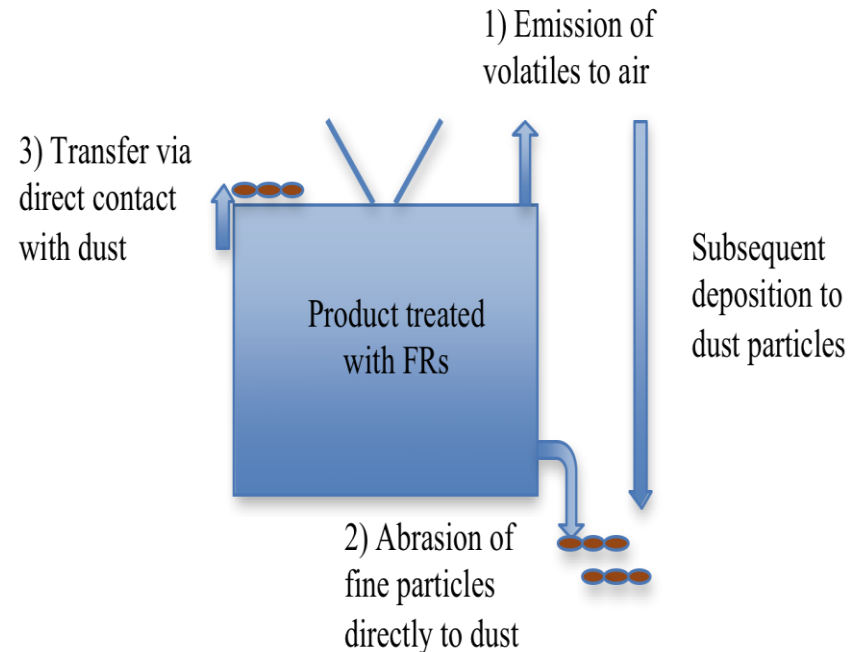 1) Emission of
volatiles to air
3) Transfer via
direct contact
with dust
Subsequent
deposition to
dust particles
Product treated
with FRs
2) Abrasion of
fine particles
directly to dust